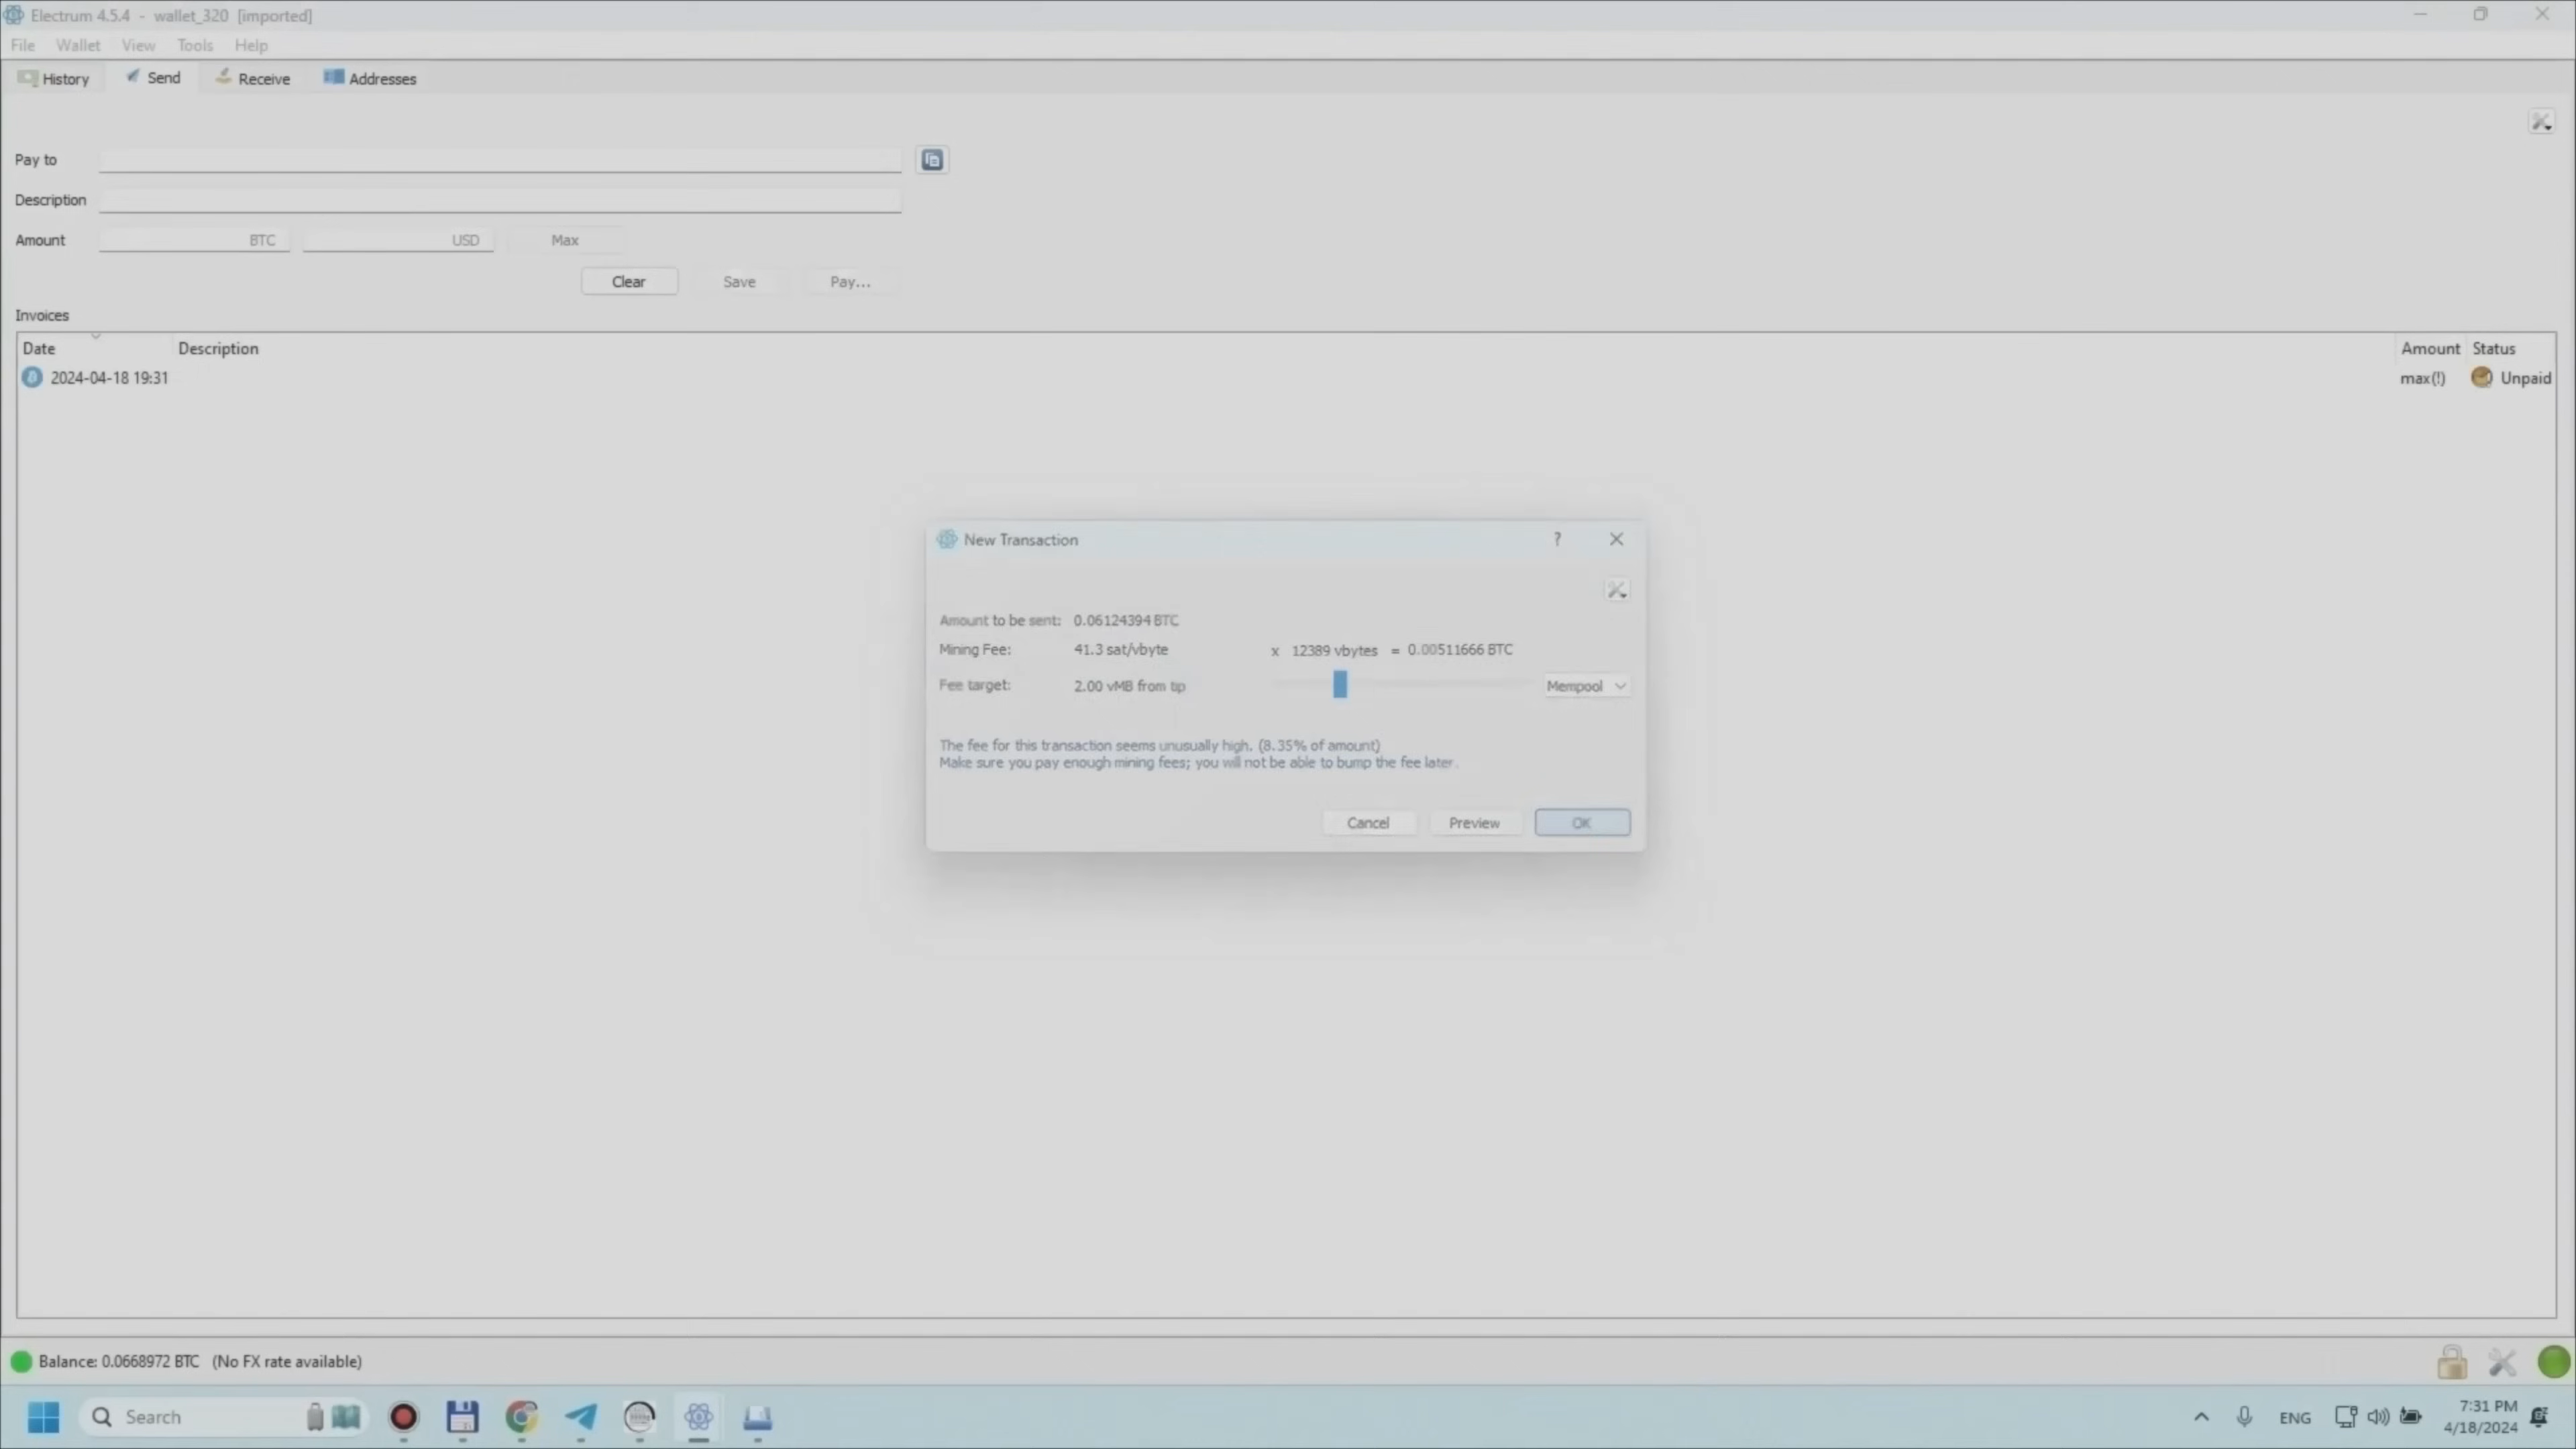 Electrum 4.5.4 - wallet_320 [imported]
File Wallet View Tools Help
History Send Receive Addresses
Pay to
Description
Amount BTC USD Max
Clear Save Pay...
Invoices
Date Description Amount Status
2024-04-18 19:31 max(!) Unpaid
New Transaction ?
Amount to be sent: 0.06124394 BTC
Mining Fee: 41.3 sat/vbyte x 12389 vbytes = 0.00511666 BTC
Fee target: 2.00 vMB from tip Mempool
The fee for this transaction seems unusually high. (8.35% of amount)
Make sure you pay enough mining fees; you will not be able to bump the fee later.
Cancel Preview OK
Balance: 0.0668972 BTC (No FX rate available)
Search ENG 7:31 PM
4/18/2024